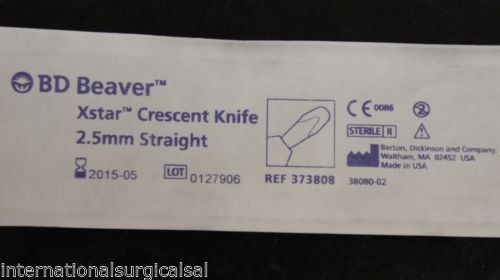 BD Beaver™
Xstar™ Crescent Knife
2.5mm Straight
2015-05
LOT 0127906
REF 373808
CE 0086
2
STERILE R
Becton, Dickinson and Company.
Waltham, MA 02452 USA.
Made in USA
38080-02
internationalsurgicalsal